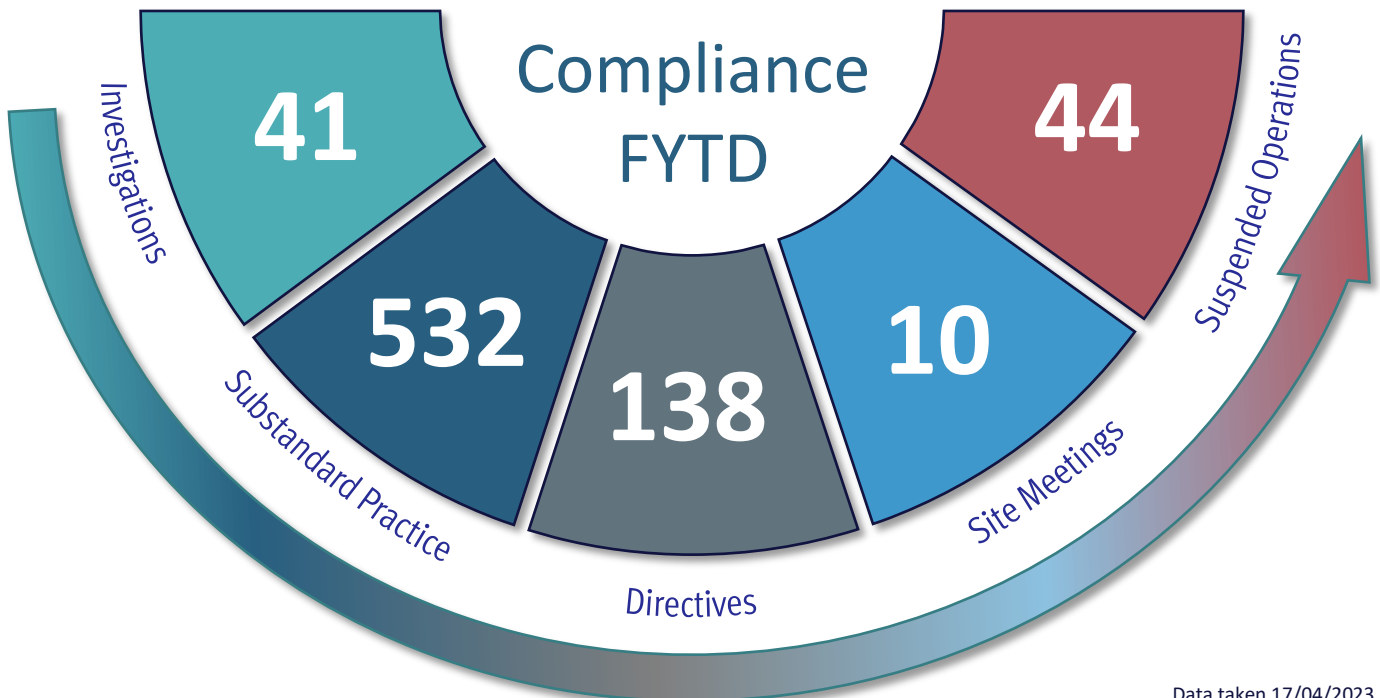 Compliance
FYTD
41
Investigations
532
Substandard Practice
138
Directives
10
Site Meetings
44
Suspended Operations
Data taken 17/04/2023